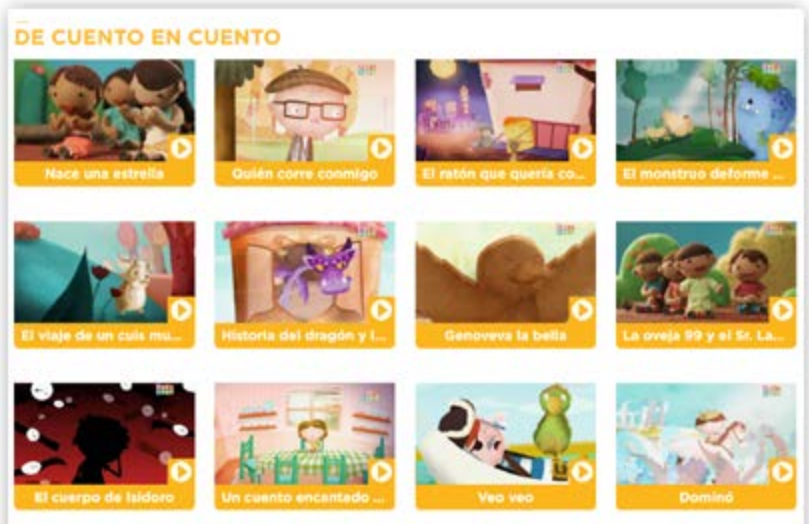 DE CUENTO EN CUENTO
Nace una estrella
Quién corre conmigo
El ratón que quería co...
El monstruo deforme ...
El viaje de un cuis mu...
Historia del dragón y l...
Genoveva la bella
La oveja 99 y el Sr. La...
El cuerpo de Isidoro
Un cuento encantado ...
Veo veo
Dominó